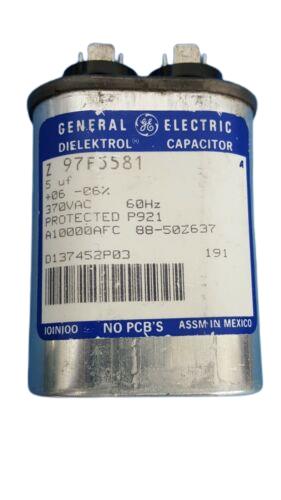 GENERAL GE ELECTRIC
DIELEKTROL(R) CAPACITOR
Z 97F5581 A
5 uf
+06 -06%
370VAC 60Hz
PROTECTED P921
A10000AFC 88-50Z637
D137452P03 191
IOINIOO NO PCB'S ASSM IN MEXICO